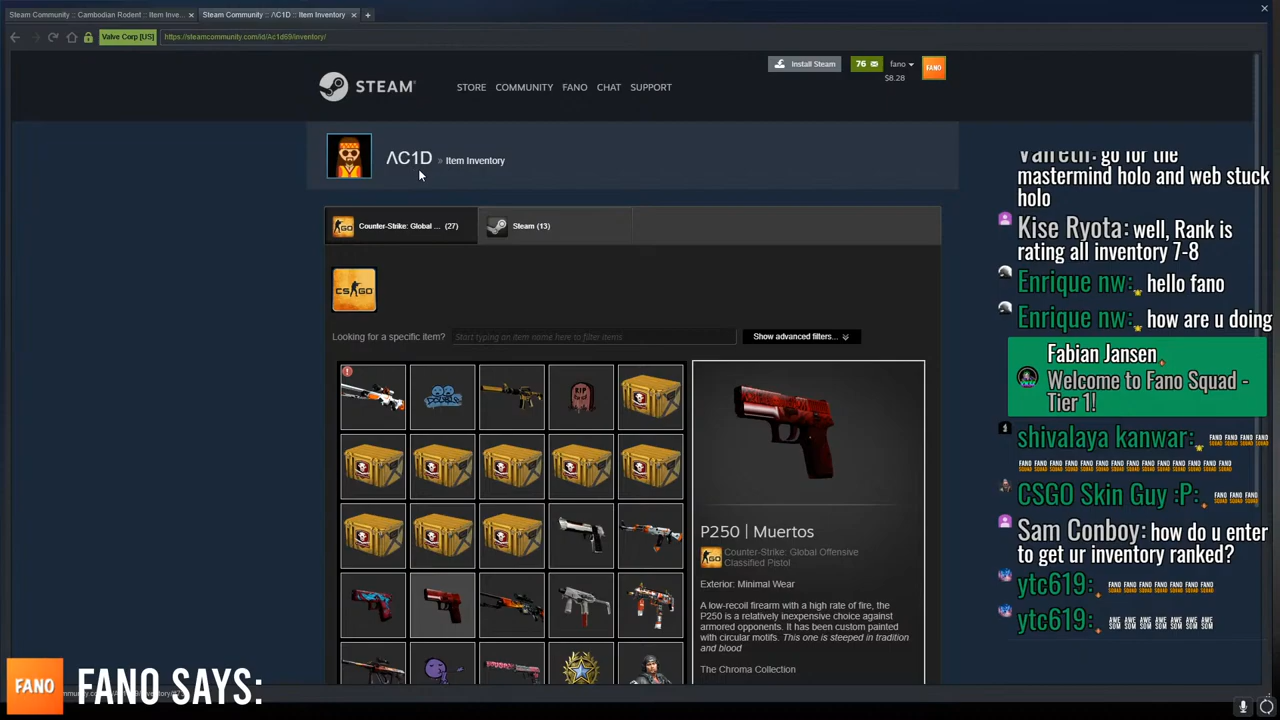 Steam Community :: Cambodian Rodent :: Item Inve... ×
Steam Community :: ΛC1D :: Item Inventory ×
Valve Corp [US] https://steamcommunity.com/id/Ac1d69/inventory/
Install Steam 76 fano
$8.28
FANO
STEAM
STORE COMMUNITY FANO CHAT SUPPORT
ΛC1D » Item Inventory
Counter-Strike: Global ... (27) Steam (13)
CS GO
Looking for a specific item? Start typing an item name here to filter items Show advanced filters...
RIP
P250 | Muertos
Counter-Strike: Global Offensive
Classified Pistol
Exterior: Minimal Wear
A low-recoil firearm with a high rate of fire, the
P250 is a relatively inexpensive choice against
armored opponents. It has been custom painted
with circular motifs. This one is steeped in tradition
and blood
The Chroma Collection
go for the
mastermind holo and web stuck
holo
Kise Ryota: well, Rank is
rating all inventory 7-8
Enrique nw: hello fano
Enrique nw: how are u doing
Fabian Jansen
Welcome to Fano Squad -
Tier 1!
shivalaya kanwar:
CSGO Skin Guy :P:
Sam Conboy: how do u enter
to get ur inventory ranked?
ytc619:
ytc619:
FANO FANO SAYS: